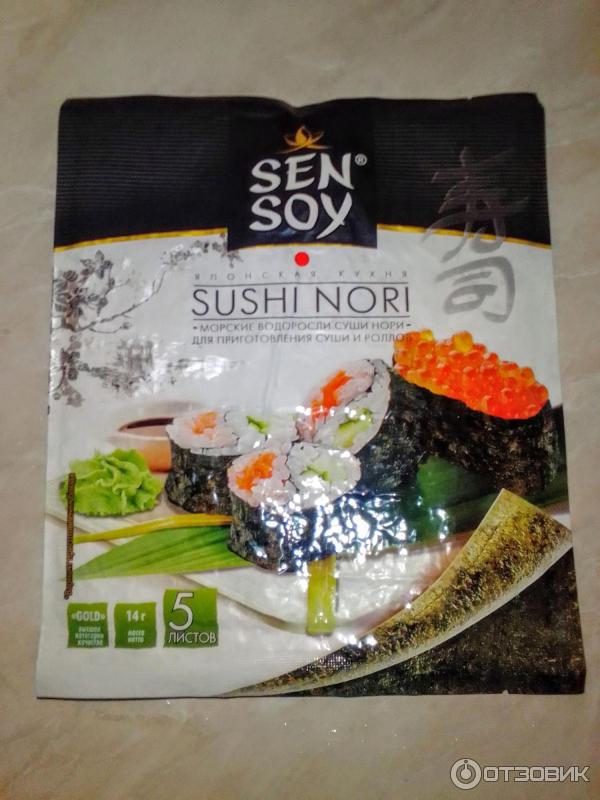 SEN®
SOY
寿司
ЯПОНСКАЯ КУХНЯ
SUSHI NORI
-МОРСКИЕ ВОДОРОСЛИ СУШИ НОРИ-
ДЛЯ ПРИГОТОВЛЕНИЯ СУШИ И РОЛЛОВ
«GOLD»
ВЫСШАЯ
КАТЕГОРИЯ
КАЧЕСТВА
14 г
МАССА
НЕТТО
5
ЛИСТОВ
ОТЗОВИК